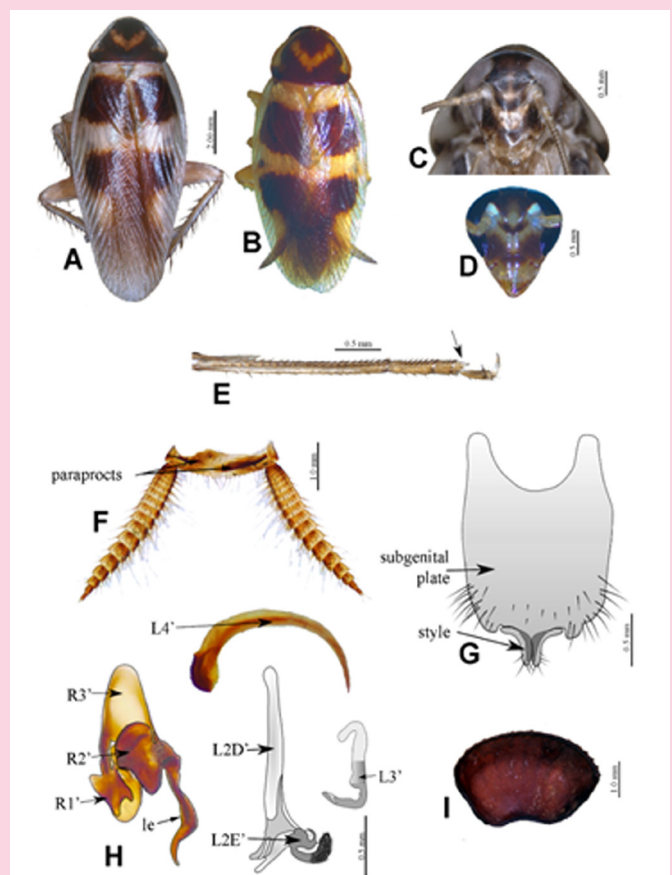 2.00 mm
A
B
0.5 mm
C
D
0.5 mm
0.5 mm
E
paraprocts
1.0 mm
F
subgenital
plate
style
G
0.5 mm
L4'
R3'
R2'
R1'
le
H
L2D'
L3'
L2E'
0.5 mm
I
1.0 mm